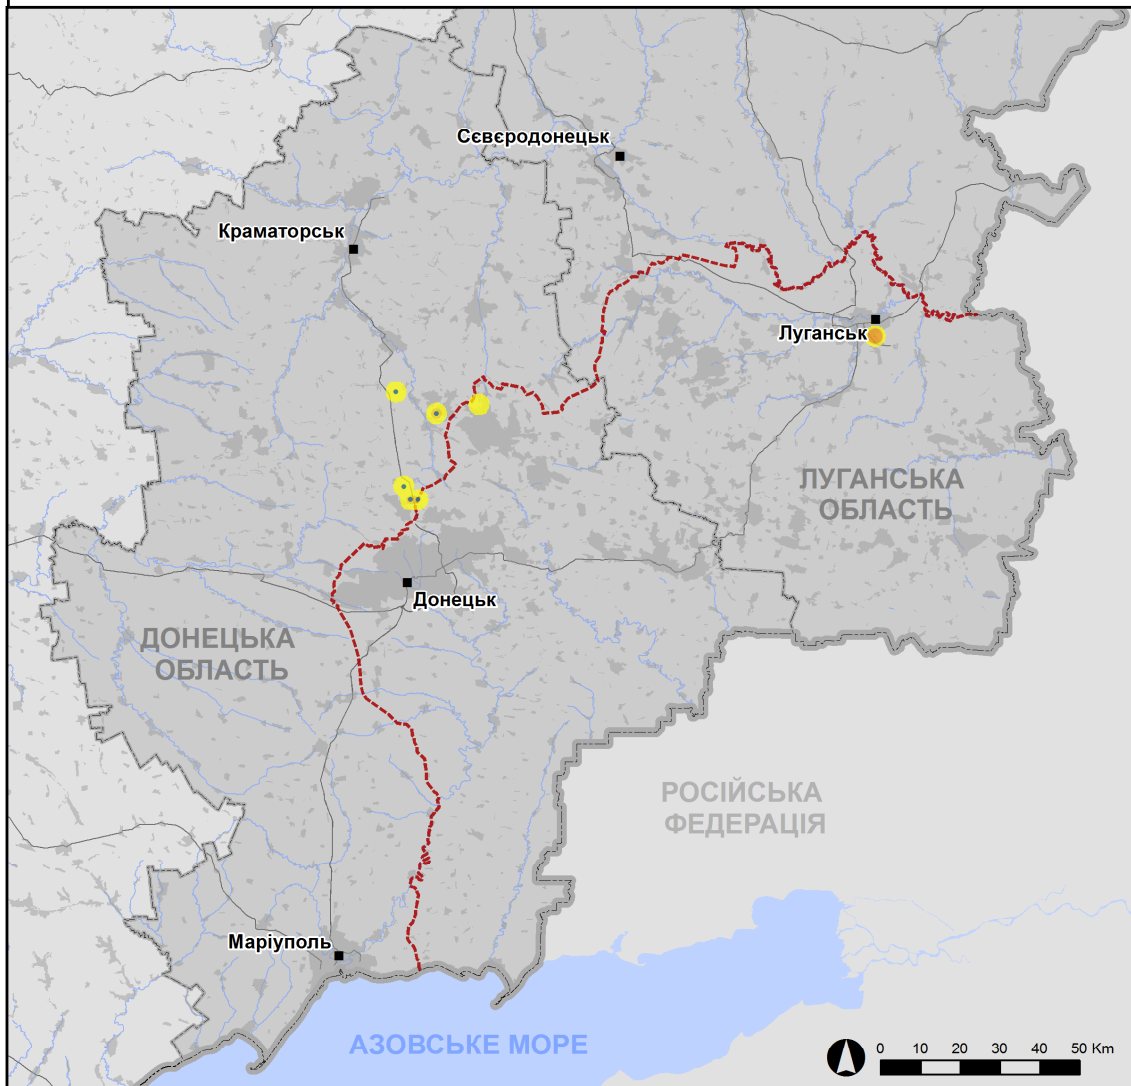 Сєвєродонецьк
Краматорськ
Луганськ
ЛУГАНСЬКА
ОБЛАСТЬ
Донецьк
ДОНЕЦЬКА
ОБЛАСТЬ
РОСІЙСЬКА
ФЕДЕРАЦІЯ
Маріуполь
АЗОВСЬКЕ МОРЕ
0 10 20 30 40 50 Km